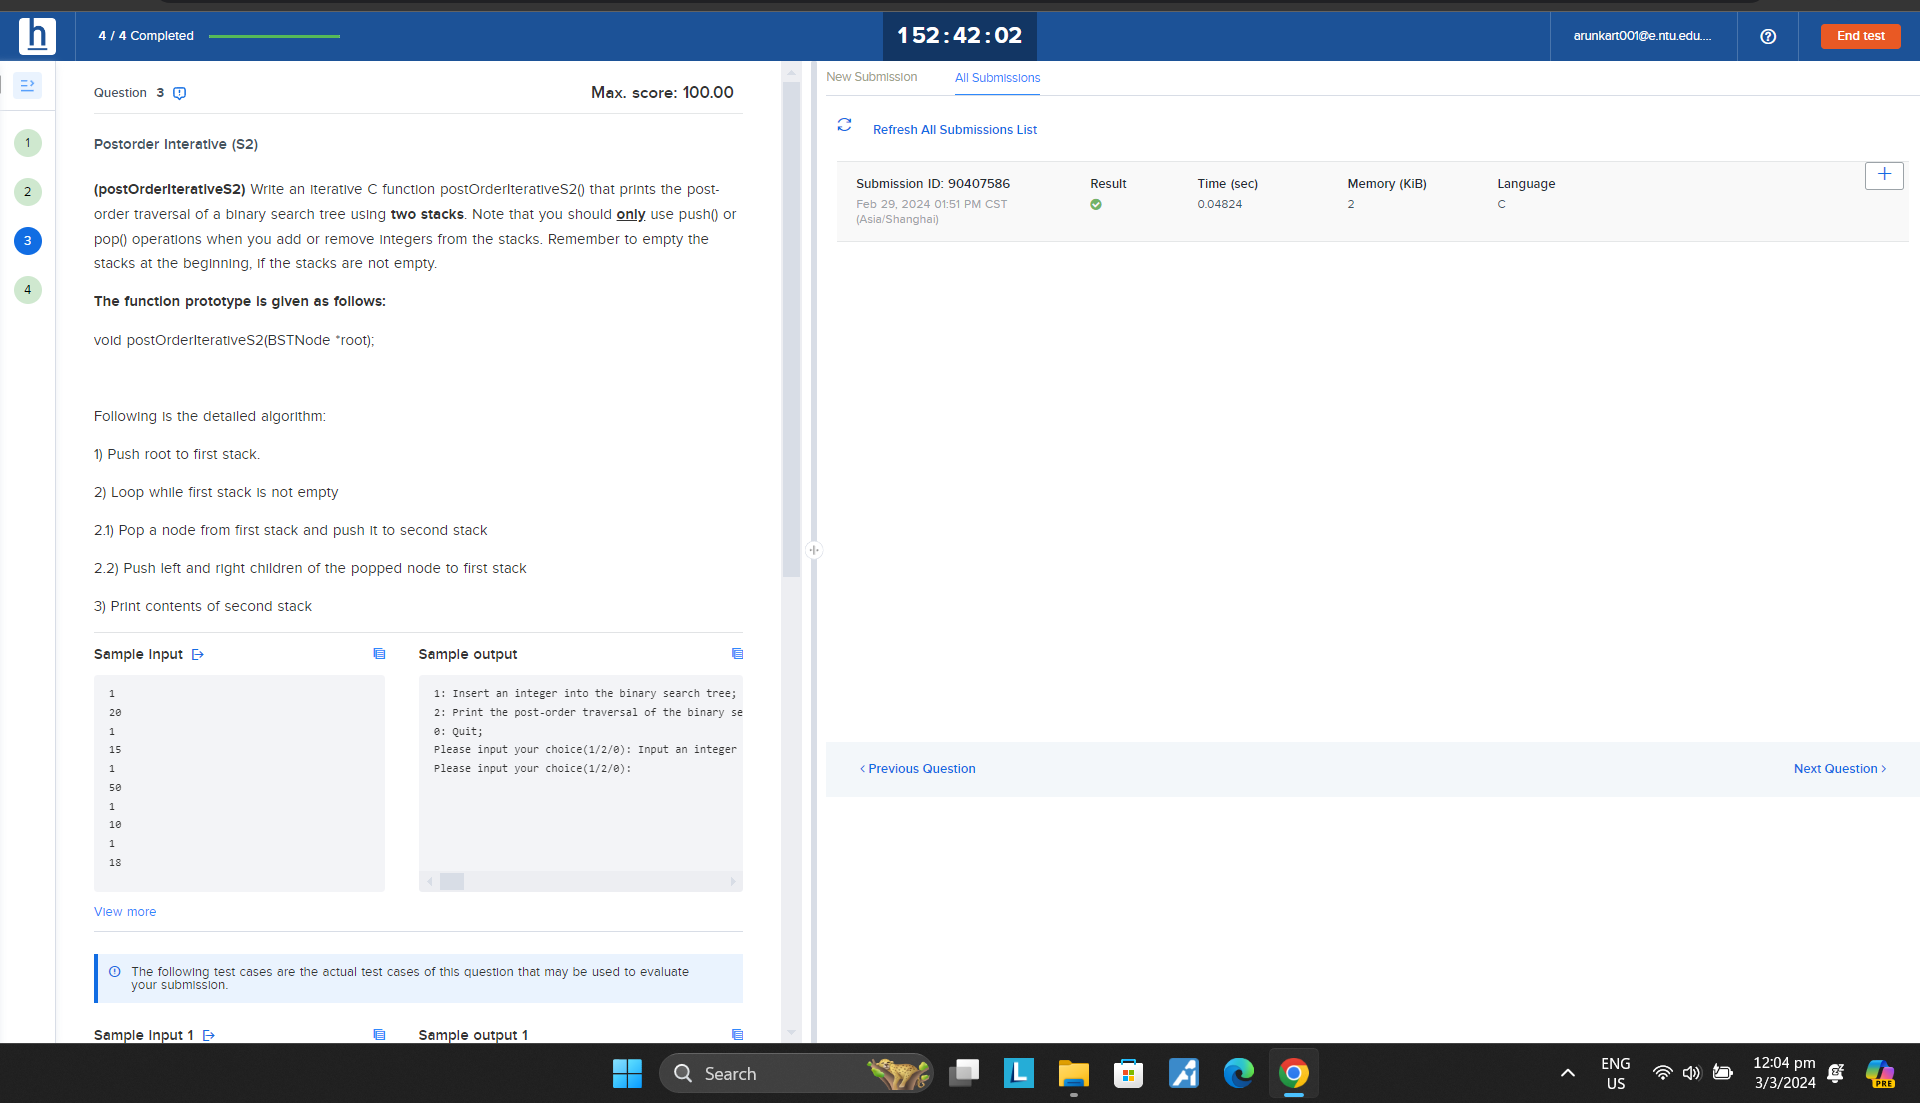 h
4 / 4 Completed
152:42:02
arunkart001@e.ntu.edu....
End test
1
2
3
4
Question 3
Max. score: 100.00
Postorder Interative (S2)
(postOrderIterativeS2) Write an iterative C function postOrderIterativeS2() that prints the post-
order traversal of a binary search tree using two stacks. Note that you should only use push() or
pop() operations when you add or remove integers from the stacks. Remember to empty the
stacks at the beginning, if the stacks are not empty.
The function prototype is given as follows:
void postOrderIterativeS2(BSTNode *root);
Following is the detailed algorithm:
1) Push root to first stack.
2) Loop while first stack is not empty
2.1) Pop a node from first stack and push it to second stack
2.2) Push left and right children of the popped node to first stack
3) Print contents of second stack
Sample Input
1
20
1
15
1
50
1
10
1
18
Sample output
1: Insert an integer into the binary search tree;
2: Print the post-order traversal of the binary se
0: Quit;
Please input your choice(1/2/0): Input an integer
Please input your choice(1/2/0):
View more
The following test cases are the actual test cases of this question that may be used to evaluate
your submission.
Sample Input 1
Sample output 1
New Submission
All Submissions
Refresh All Submissions List
Submission ID: 90407586
Feb 29, 2024 01:51 PM CST
(Asia/Shanghai)
Result
Time (sec)
0.04824
Memory (KiB)
2
Language
C
+
< Previous Question
Next Question >
Search
L
ENG
US
12:04 pm
3/3/2024
PRE